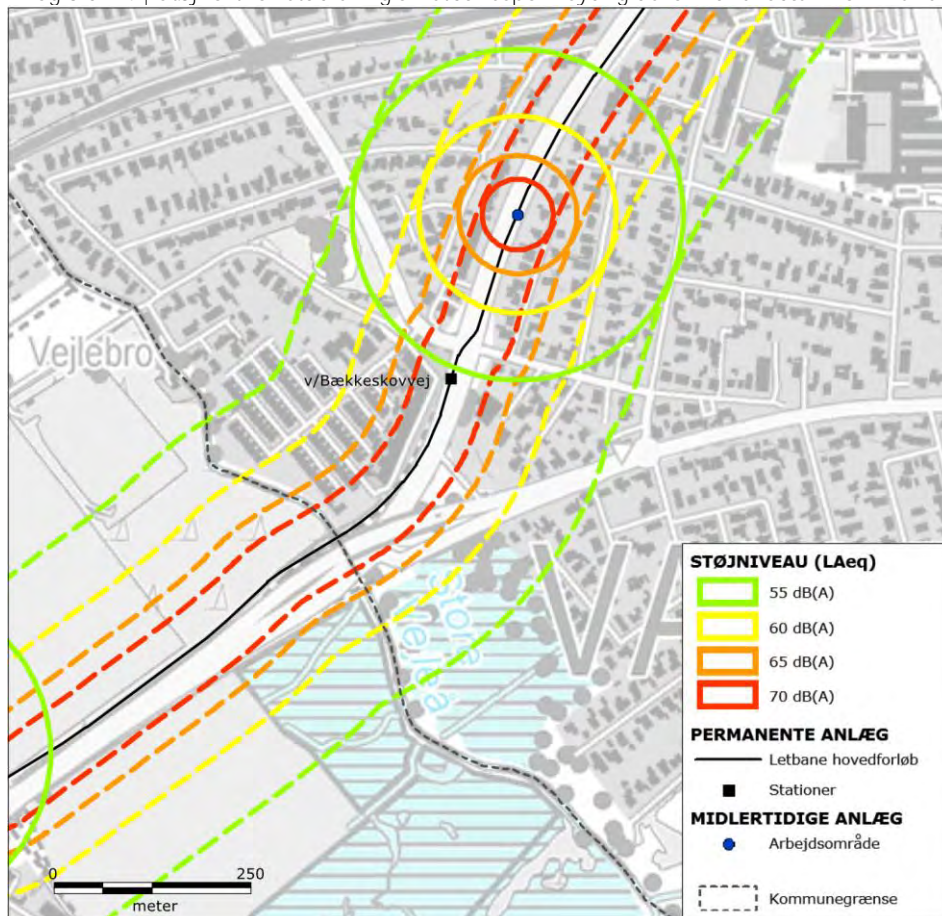 Vejlebro
v/Bækkeskovvej
Store
Vejleå
STØJNIVEAU (LAeq)
55 dB(A)
60 dB(A)
65 dB(A)
70 dB(A)
PERMANENTE ANLÆG
Letbane hovedforløb
Stationer
MIDLERTIDIGE ANLÆG
Arbejdsområde
Kommunegrænse
0 250
meter